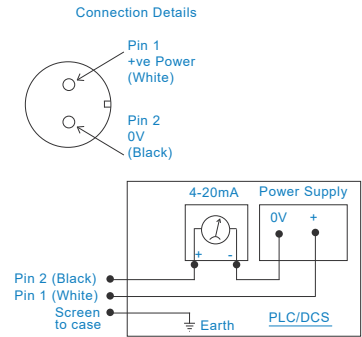 Connection Details
Pin 1
+ve Power
(White)
Pin 2
0V
(Black)
4-20mA
Power Supply
0V +
+ -
Pin 2 (Black)
Pin 1 (White)
Screen
to case
Earth
PLC/DCS